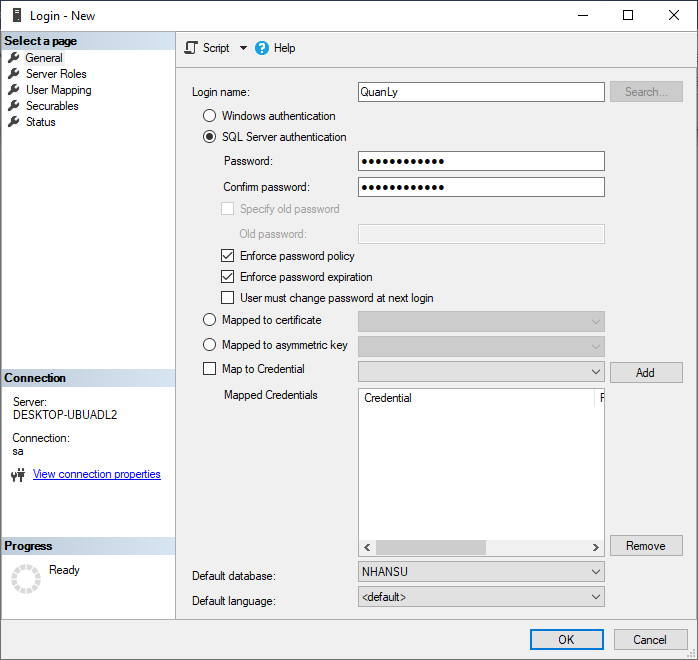 Login - New
Select a page
General
Server Roles
User Mapping
Securables
Status
Script Help
Login name: QuanLy Search...
Windows authentication
SQL Server authentication
Password: ●●●●●●●●●●●●
Confirm password: ●●●●●●●●●●●●
Specify old password
Old password:
Enforce password policy
Enforce password expiration
User must change password at next login
Mapped to certificate
Mapped to asymmetric key
Map to Credential Add
Mapped Credentials Credential
Remove
Default database: NHANSU
Default language: <default>
Connection
Server:
DESKTOP-UBUADL2
Connection:
sa
View connection properties
Progress
Ready
OK Cancel